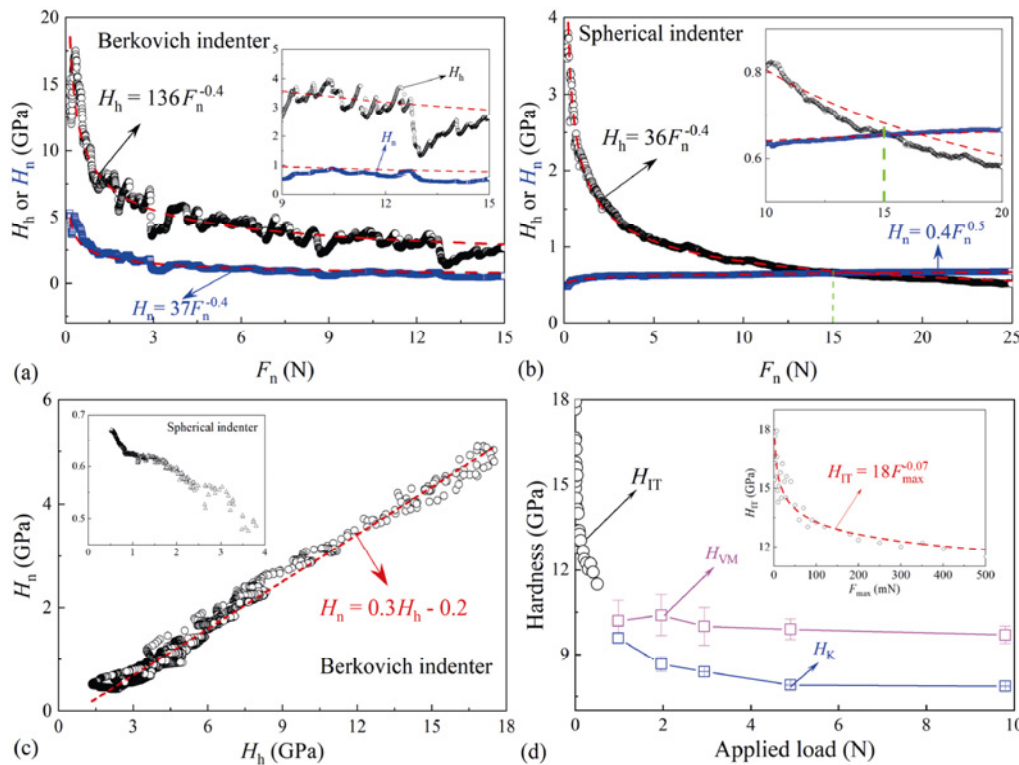 20
15
10
5
0
H_h or H_n (GPa)
Berkovich indenter
H_h = 136F_n^-0.4
H_n = 37F_n^-0.4
5
4
3
2
1
0
H_h
H_n
9
12
15
0
3
6
9
12
15
(a)
F_n (N)
4
3
2
1
0
H_h or H_n (GPa)
Spherical indenter
H_h = 36F_n^-0.4
0.8
0.6
10
15
20
H_n = 0.4F_n^0.5
0
5
10
15
20
25
(b)
F_n (N)
6
4
2
0
H_n (GPa)
0.7
0.6
0.5
Spherical indenter
0
1
2
3
4
H_n = 0.3H_h - 0.2
Berkovich indenter
0
3
6
9
12
15
18
(c)
H_h (GPa)
18
15
12
9
Hardness (GPa)
H_IT
H_VM
H_K
18
15
12
H_IT (GPa)
H_IT = 18F_max^-0.07
0
100
200
300
400
500
F_max (mN)
0
2
4
6
8
10
(d)
Applied load (N)